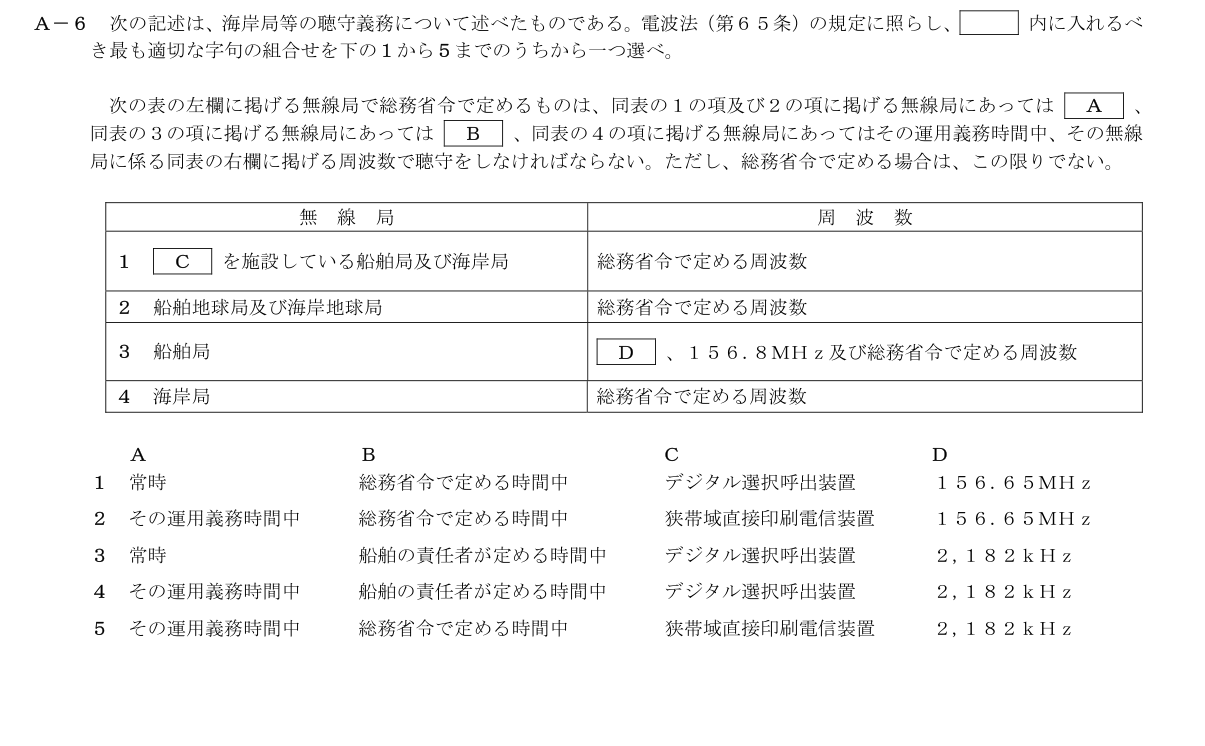 Ａ－６　次の記述は、海岸局等の聴守義務について述べたものである。電波法（第６５条）の規定に照らし、　　　内に入れるべ
き最も適切な字句の組合せを下の１から５までのうちから一つ選べ。
次の表の左欄に掲げる無線局で総務省令で定めるものは、同表の１の項及び２の項に掲げる無線局にあっては　Ａ　、
同表の３の項に掲げる無線局にあっては　Ｂ　、同表の４の項に掲げる無線局にあってはその運用義務時間中、その無線
局に係る同表の右欄に掲げる周波数で聴守をしなければならない。ただし、総務省令で定める場合は、この限りでない。
無　線　局　周　波　数
１　Ｃ　を施設している船舶局及び海岸局　総務省令で定める周波数
２　船舶地球局及び海岸地球局　総務省令で定める周波数
３　船舶局　Ｄ　、１５６.８ＭＨｚ及び総務省令で定める周波数
４　海岸局　総務省令で定める周波数
Ａ　Ｂ　Ｃ　Ｄ
１　常時　総務省令で定める時間中　デジタル選択呼出装置　１５６.６５ＭＨｚ
２　その運用義務時間中　総務省令で定める時間中　狭帯域直接印刷電信装置　１５６.６５ＭＨｚ
３　常時　船舶の責任者が定める時間中　デジタル選択呼出装置　２,１８２ｋＨｚ
４　その運用義務時間中　船舶の責任者が定める時間中　デジタル選択呼出装置　２,１８２ｋＨｚ
５　その運用義務時間中　総務省令で定める時間中　狭帯域直接印刷電信装置　２,１８２ｋＨｚ